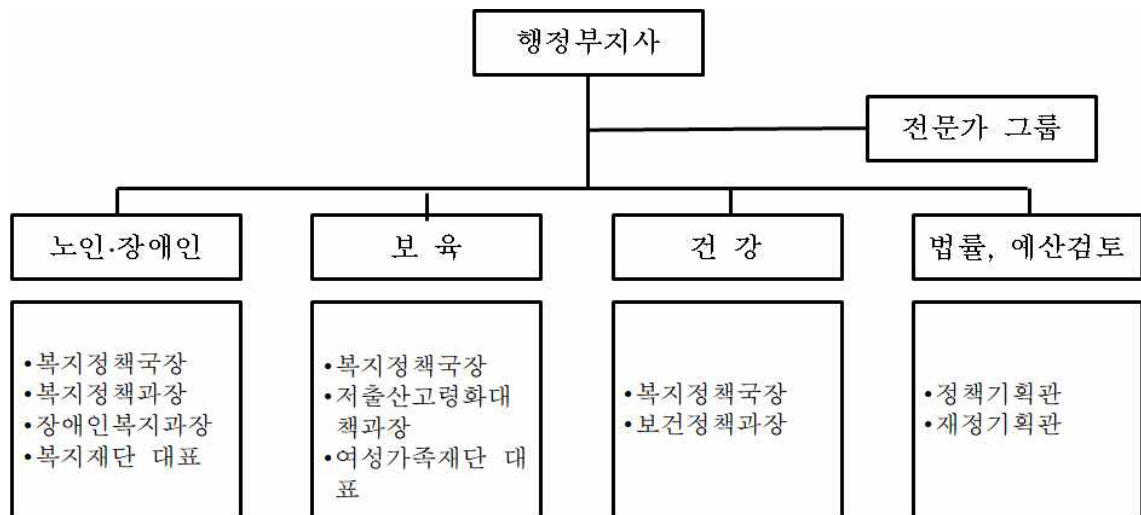 행정부지사
전문가 그룹
노인·장애인
보 육
건 강
법률, 예산검토
•복지정책국장
•복지정책과장
•장애인복지과장
•복지재단 대표
•복지정책국장
•저출산고령화대
책과장
•여성가족재단 대
표
•복지정책국장
•보건정책과장
•정책기획관
•재정기획관